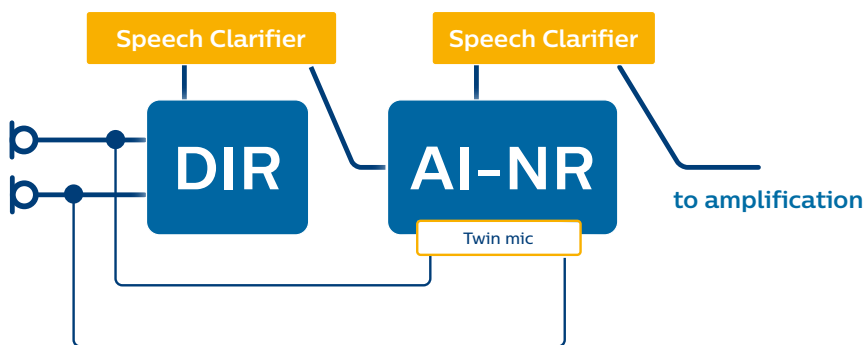 Speech Clarifier
Speech Clarifier
DIR
AI-NR
to amplification
Twin mic